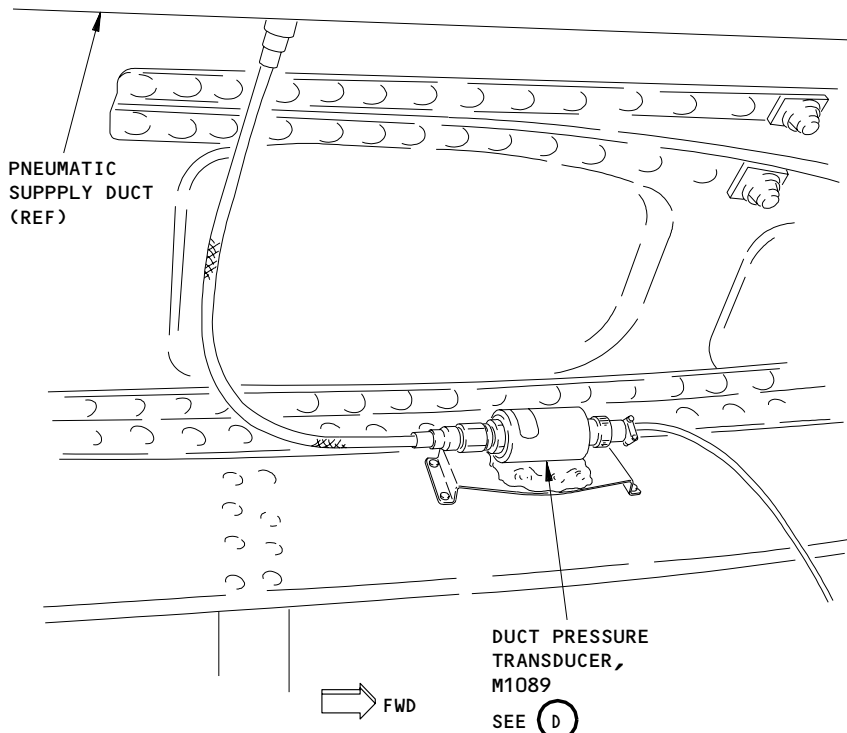 PNEUMATIC
SUPPPLY DUCT
(REF)
DUCT PRESSURE
TRANSDUCER,
M1089
SEE D
FWD